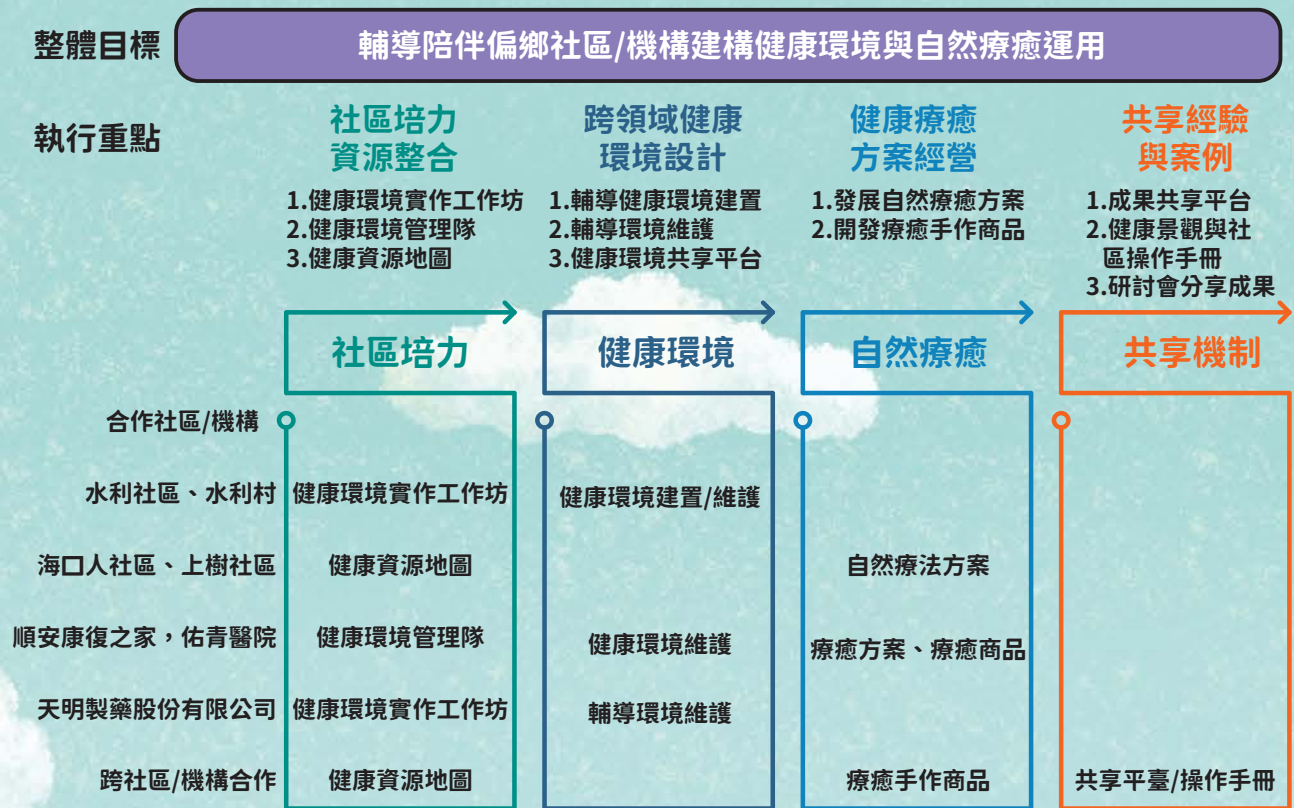 整體目標
輔導陪伴偏鄉社區/機構建構健康環境與自然療癒運用
執行重點
社區培力
資源整合
1.健康環境實作工作坊
2.健康環境管理隊
3.健康資源地圖
跨領域健康
環境設計
1.輔導健康環境建置
2.輔導環境維護
3.健康環境共享平台
健康療癒
方案經營
1.發展自然療癒方案
2.開發療癒手作商品
共享經驗
與案例
1.成果共享平台
2.健康景觀與社
區操作手冊
3.研討會分享成果
社區培力
健康環境
自然療癒
共享機制
合作社區/機構
水利社區、水利村
健康環境實作工作坊
健康環境建置/維護
海口人社區、上樹社區
健康資源地圖
自然療法方案
順安康復之家，佑青醫院
健康環境管理隊
健康環境維護
療癒方案、療癒商品
天明製藥股份有限公司
健康環境實作工作坊
輔導環境維護
跨社區/機構合作
健康資源地圖
療癒手作商品
共享平臺/操作手冊